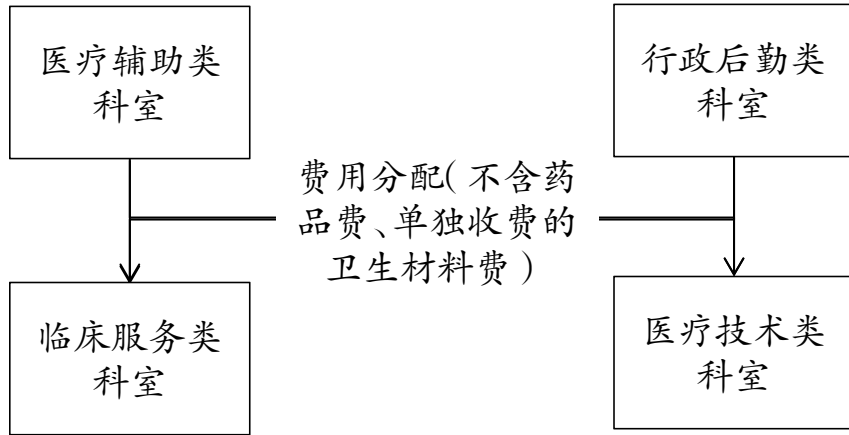 医疗辅助类
科室
行政后勤类
科室
费用分配(不含药
品费、单独收费的
卫生材料费)
临床服务类
科室
医疗技术类
科室